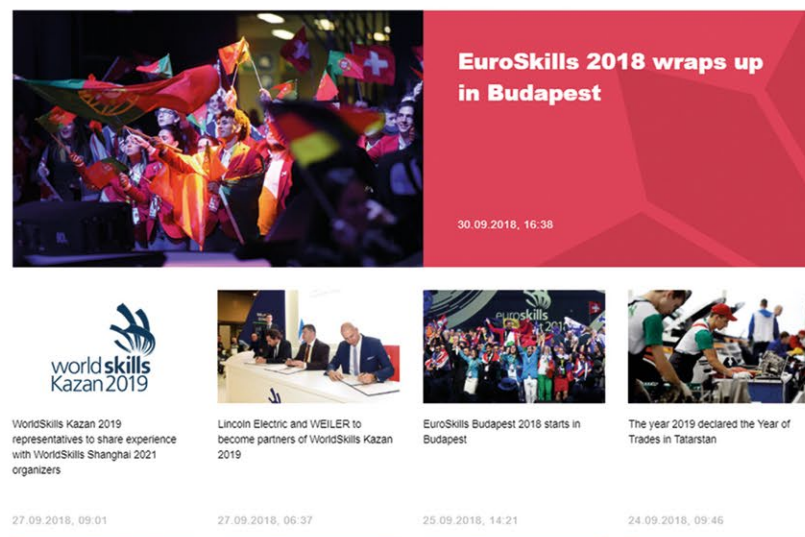 EuroSkills 2018 wraps up
in Budapest
30.09.2018, 16:38
world skills
Kazan 2019
euroskills
WorldSkills Kazan 2019
representatives to share experience
with WorldSkills Shanghai 2021
organizers
27.09.2018, 09:01
Lincoln Electric and WEILER to
become partners of WorldSkills Kazan
2019
27.09.2018, 06:37
EuroSkills Budapest 2018 starts in
Budapest
25.09.2018, 14:21
The year 2019 declared the Year of
Trades in Tatarstan
24.09.2018, 09:46